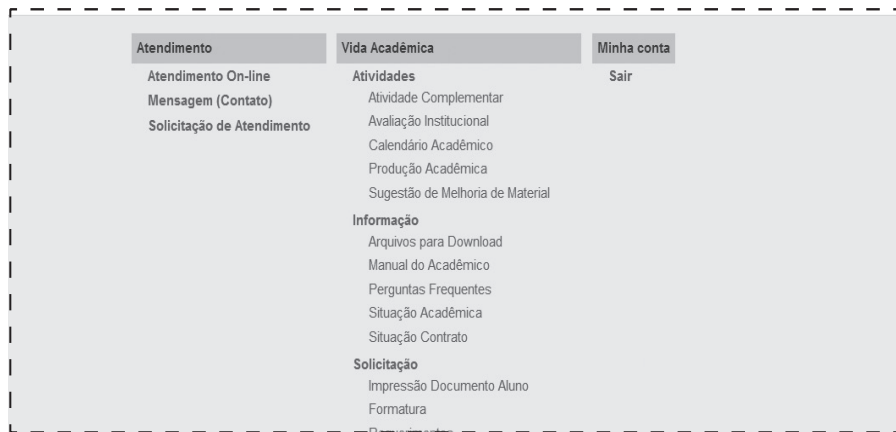 Atendimento
Atendimento On-line
Mensagem (Contato)
Solicitação de Atendimento
Vida Acadêmica
Atividades
Atividade Complementar
Avaliação Institucional
Calendário Acadêmico
Produção Acadêmica
Sugestão de Melhoria de Material
Informação
Arquivos para Download
Manual do Acadêmico
Perguntas Frequentes
Situação Acadêmica
Situação Contrato
Solicitação
Impressão Documento Aluno
Formatura
Minha conta
Sair